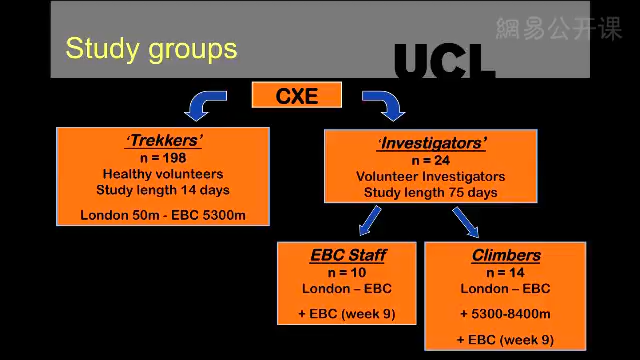 網易公开课
Study groups
UCL
CXE
'Trekkers'
n = 198
Healthy volunteers
Study length 14 days
London 50m - EBC 5300m
'Investigators'
n = 24
Volunteer Investigators
Study length 75 days
EBC Staff
n = 10
London – EBC
+ EBC (week 9)
Climbers
n = 14
London – EBC
+ 5300-8400m
+ EBC (week 9)